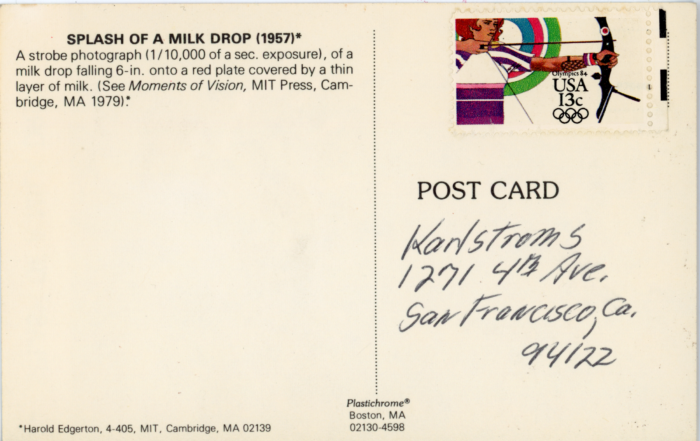 SPLASH OF A MILK DROP (1957)*
A strobe photograph (1/10,000 of a sec. exposure), of a
milk drop falling 6-in. onto a red plate covered by a thin
layer of milk. (See Moments of Vision, MIT Press, Cam-
bridge, MA 1979).*
Olympics 84
USA
13c
POST CARD
Karlstroms
1271 4th Ave.
San Francisco, Ca.
94122
Plastichrome®
Boston, MA
02130-4598
*Harold Edgerton, 4-405, MIT, Cambridge, MA 02139